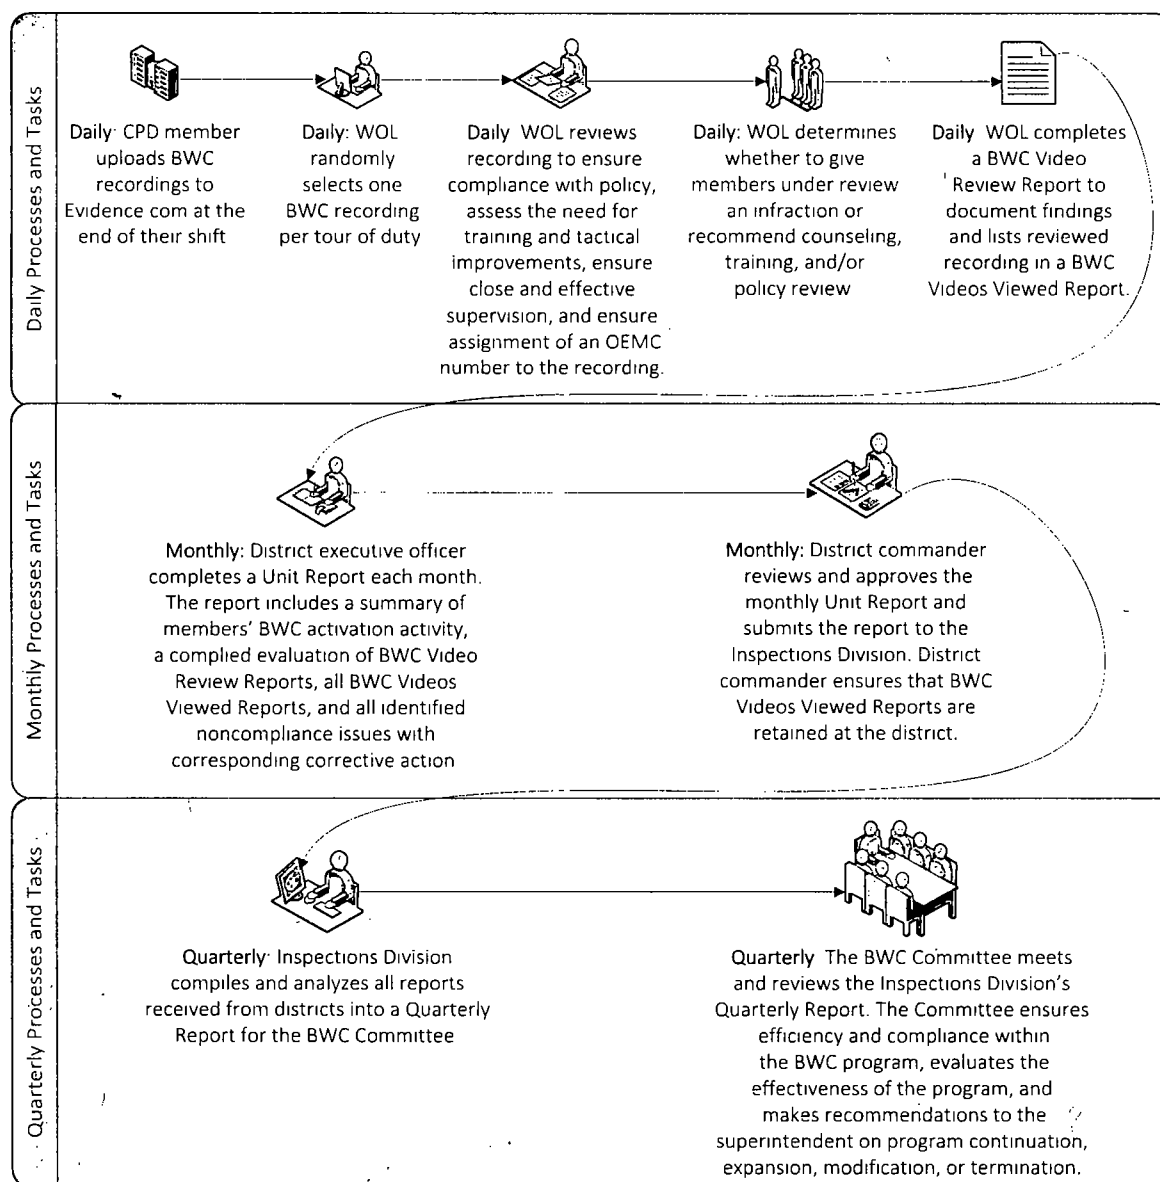 Daily Processes and Tasks
Daily: CPD member
uploads BWC
recordings to
Evidence com at the
end of their shift
Daily: WOL
randomly
selects one
BWC recording
per tour of duty
Daily WOL reviews
recording to ensure
compliance with policy,
assess the need for
training and tactical
improvements, ensure
close and effective
supervision, and ensure
assignment of an OEMC
number to the recording.
Daily: WOL determines
whether to give
members under review
an infraction or
recommend counseling,
training, and/or
policy review
Daily WOL completes
a BWC Video
Review Report to
document findings
and lists reviewed
recording in a BWC
Videos Viewed Report.
Monthly Processes and Tasks
Monthly: District executive officer
completes a Unit Report each month.
The report includes a summary of
members' BWC activation activity,
a complied evaluation of BWC Video
Review Reports, all BWC Videos
Viewed Reports, and all identified
noncompliance issues with
corresponding corrective action
Monthly: District commander
reviews and approves the
monthly Unit Report and
submits the report to the
Inspections Division. District
commander ensures that BWC
Videos Viewed Reports are
retained at the district.
Quarterly Processes and Tasks
Quarterly: Inspections Division
compiles and analyzes all reports
received from districts into a Quarterly
Report for the BWC Committee
Quarterly The BWC Committee meets
and reviews the Inspections Division's
Quarterly Report. The Committee ensures
efficiency and compliance within
the BWC program, evaluates the
effectiveness of the program, and
makes recommendations to the
superintendent on program continuation,
expansion, modification, or termination.